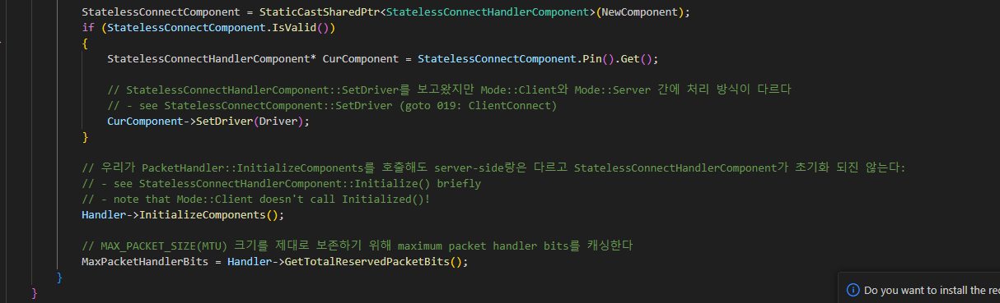 StatelessConnectComponent = StaticCastSharedPtr<StatelessConnectHandlerComponent>(NewComponent);
if (StatelessConnectComponent.IsValid())
{
StatelessConnectHandlerComponent* CurComponent = StatelessConnectComponent.Pin().Get();
// StatelessConnectHandlerComponent::SetDriver를 보고왔지만 Mode::Client와 Mode::Server 간에 처리 방식이 다르다
// - see StatelessConnectComponent::SetDriver (goto 019: ClientConnect)
CurComponent->SetDriver(Driver);
}
// 우리가 PacketHandler::InitializeComponents를 호출해도 server-side랑은 다르고 StatelessConnectHandlerComponent가 초기화 되진 않는다:
// - see StatelessConnectHandlerComponent::Initialize() briefly
// - note that Mode::Client doesn't call Initialized()!
Handler->InitializeComponents();
// MAX_PACKET_SIZE(MTU) 크기를 제대로 보존하기 위해 maximum packet handler bits를 캐싱한다
MaxPacketHandlerBits = Handler->GetTotalReservedPacketBits();
}
}
Do you want to install the